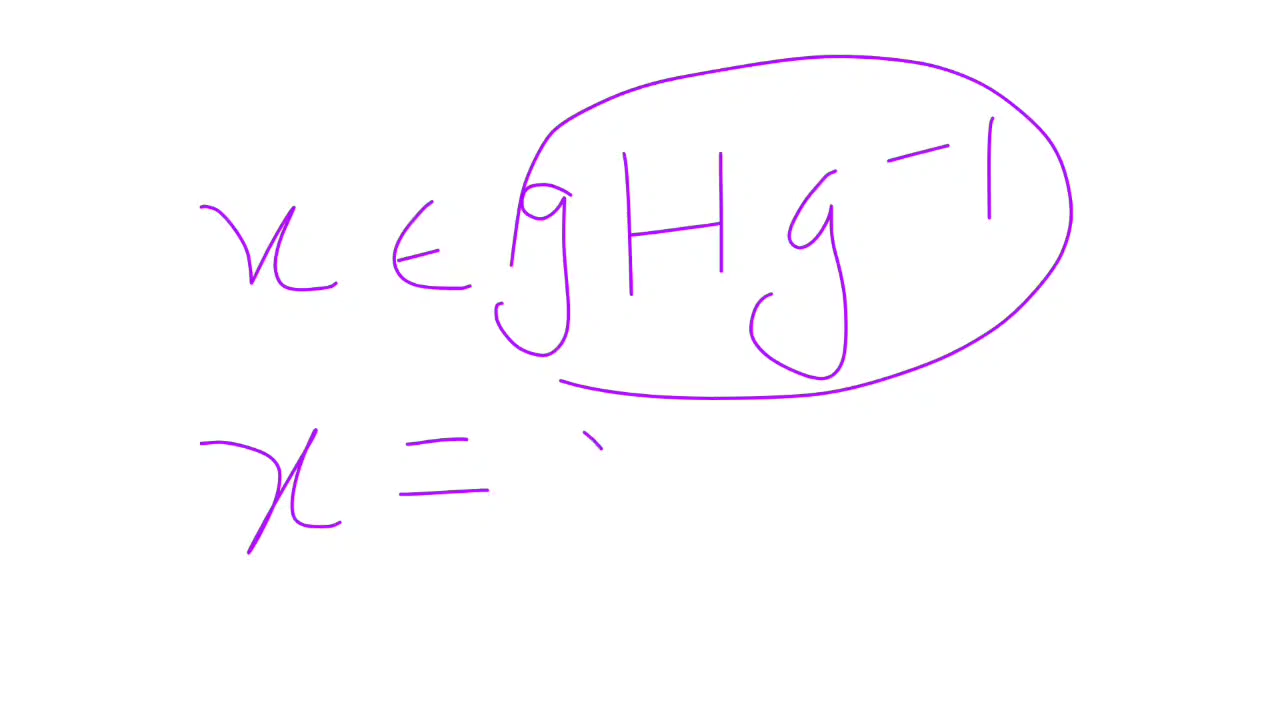 x ∈ gHg⁻¹
x =